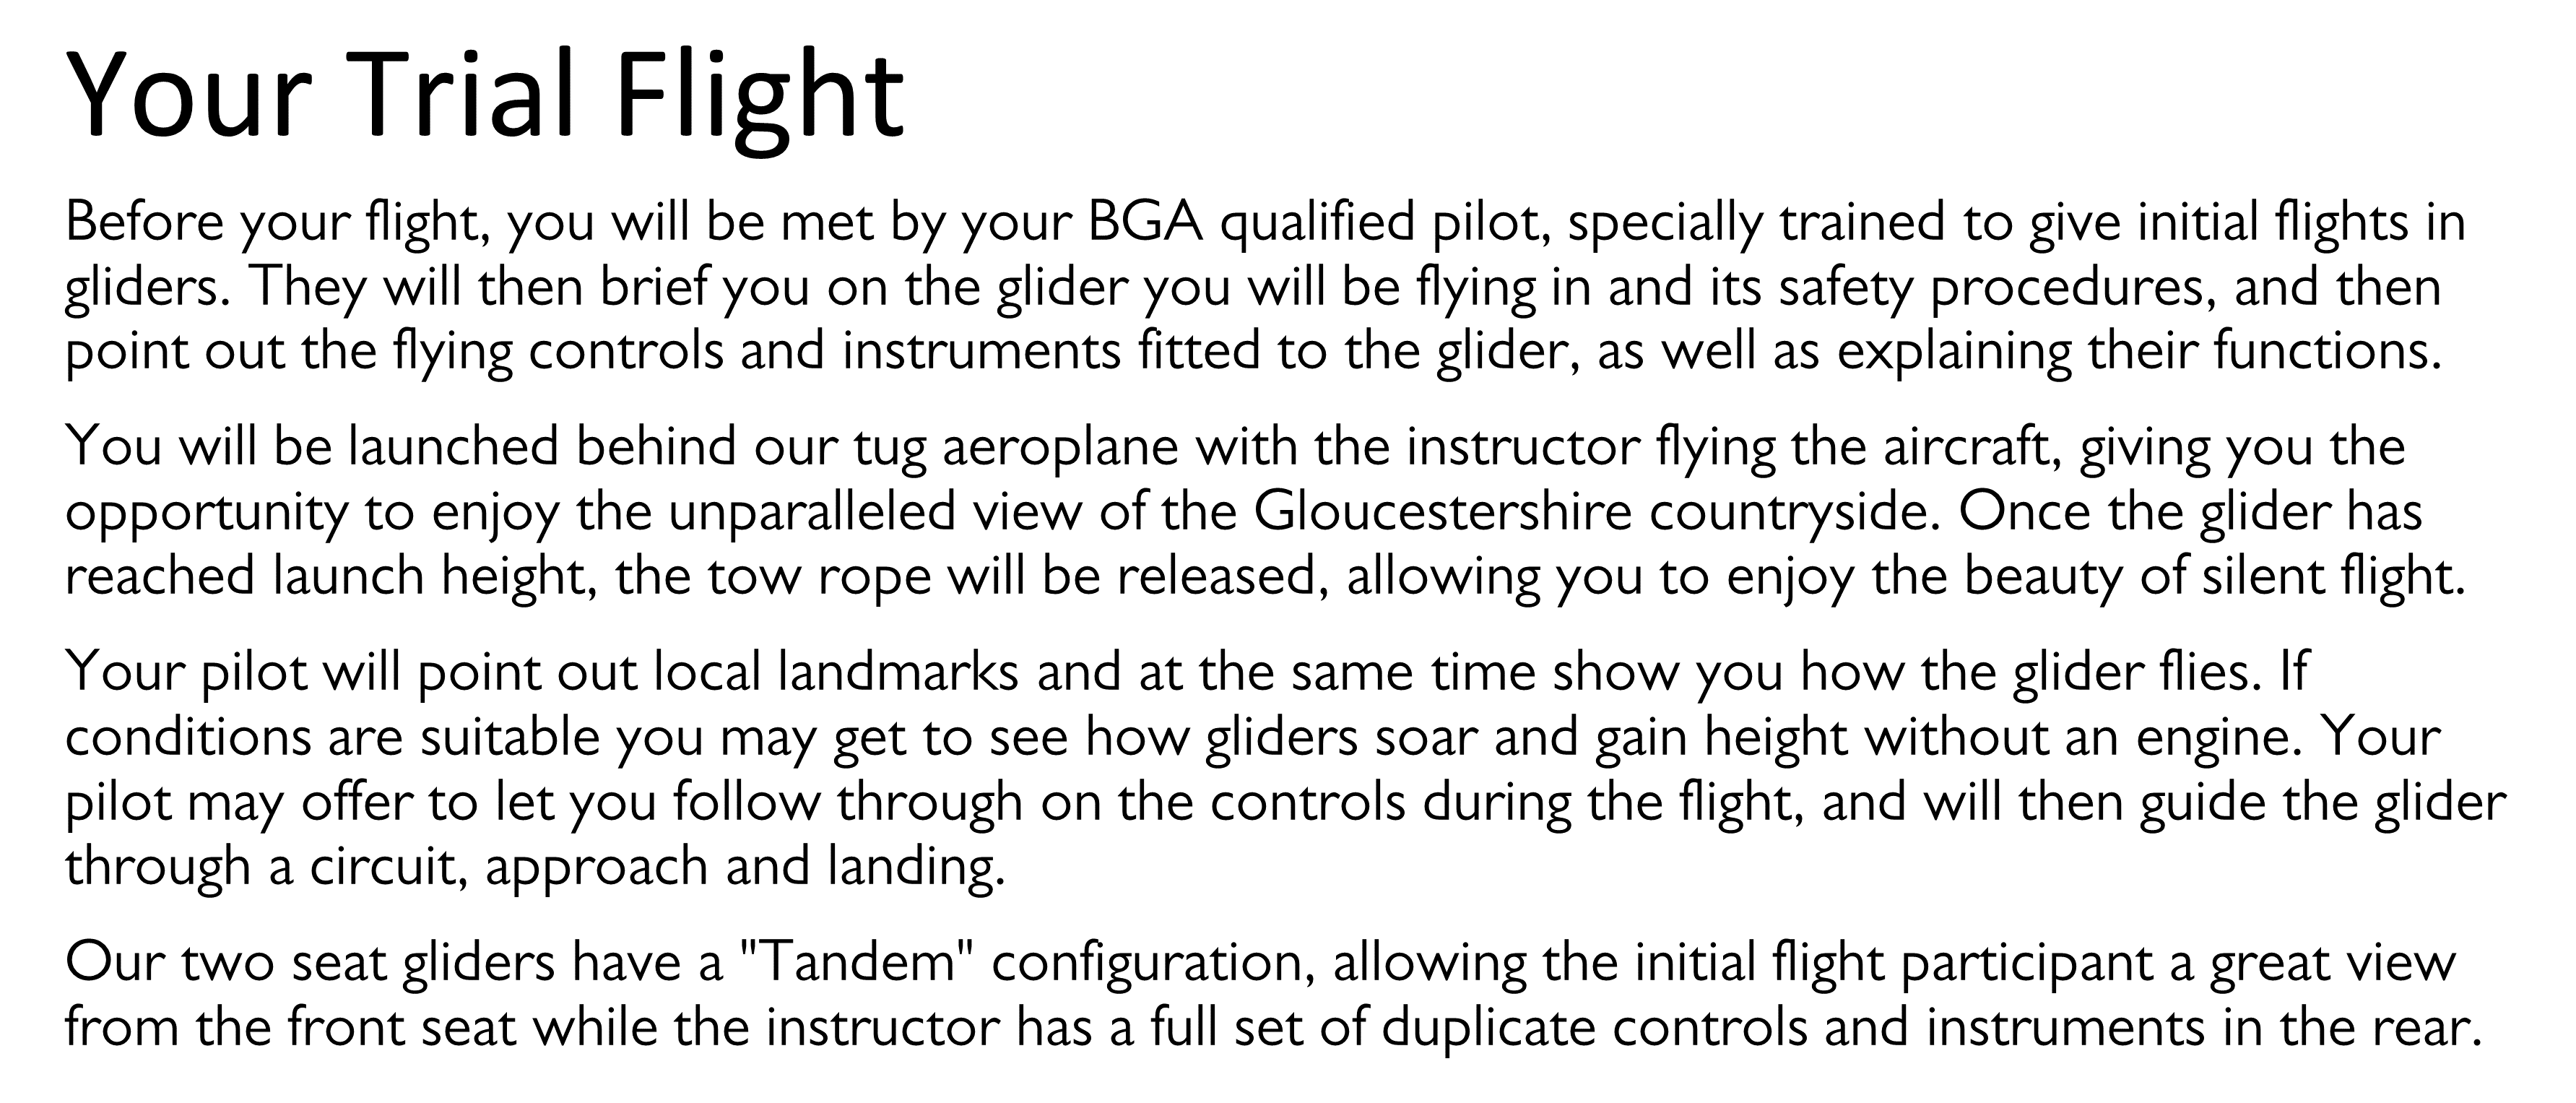 Your Trial Flight
Before your flight, you will be met by your BGA qualified pilot, specially trained to give initial flights in
gliders. They will then brief you on the glider you will be flying in and its safety procedures, and then
point out the flying controls and instruments fitted to the glider, as well as explaining their functions.
You will be launched behind our tug aeroplane with the instructor flying the aircraft, giving you the
opportunity to enjoy the unparalleled view of the Gloucestershire countryside. Once the glider has
reached launch height, the tow rope will be released, allowing you to enjoy the beauty of silent flight.
Your pilot will point out local landmarks and at the same time show you how the glider flies. If
conditions are suitable you may get to see how gliders soar and gain height without an engine. Your
pilot may offer to let you follow through on the controls during the flight, and will then guide the glider
through a circuit, approach and landing.
Our two seat gliders have a "Tandem" configuration, allowing the initial flight participant a great view
from the front seat while the instructor has a full set of duplicate controls and instruments in the rear.